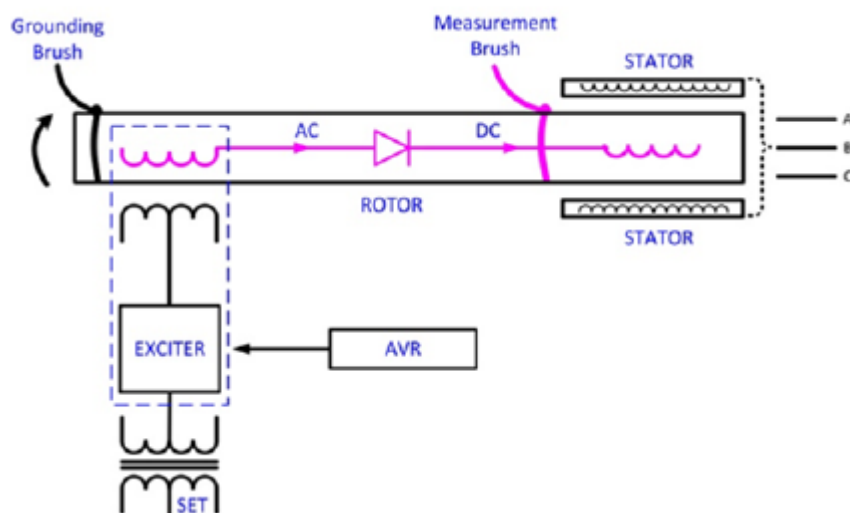 Grounding
Brush
Measurement
Brush
STATOR
AC
DC
A
B
C
ROTOR
STATOR
EXCITER
AVR
SET